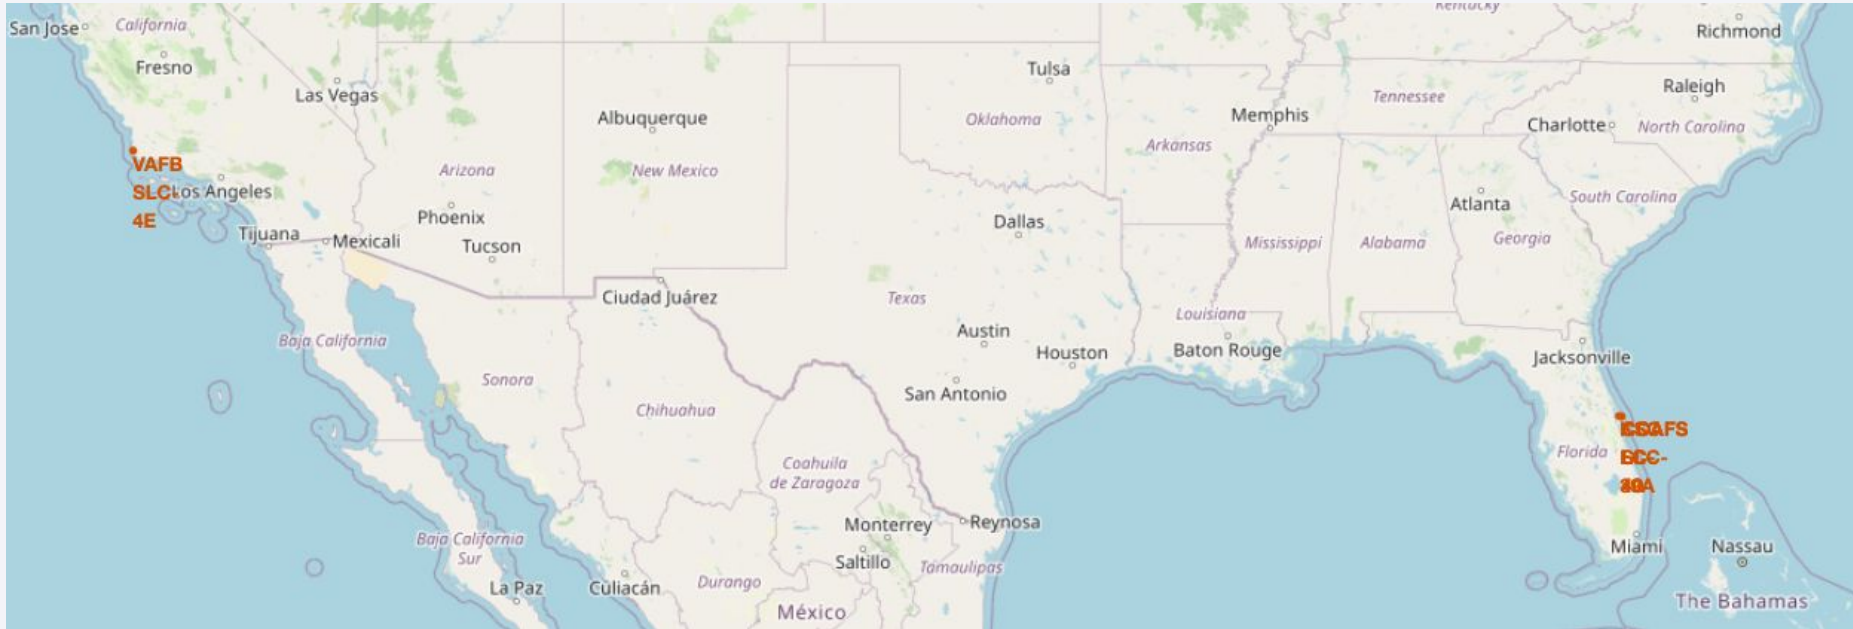 Kentucky
San Jose
California
Richmond
Fresno
Tulsa
Las Vegas
Raleigh
Albuquerque
Memphis
Tennessee
Oklahoma
Charlotte
North Carolina
Arkansas
VAFB
SLC-
4E
Los Angeles
Arizona
New Mexico
South Carolina
Atlanta
Phoenix
Dallas
Tijuana
Mexicali
Tucson
Mississippi
Alabama
Georgia
Ciudad Juárez
Texas
Louisiana
Austin
Baja California
Houston
Baton Rouge
Jacksonville
Sonora
San Antonio
Chihuahua
Florida
Coahuila
de Zaragoza
Monterrey
Reynosa
Baja California
Sur
Miami
Nassau
Saltillo
Tamaulipas
La Paz
Culiacán
Durango
México
The Bahamas